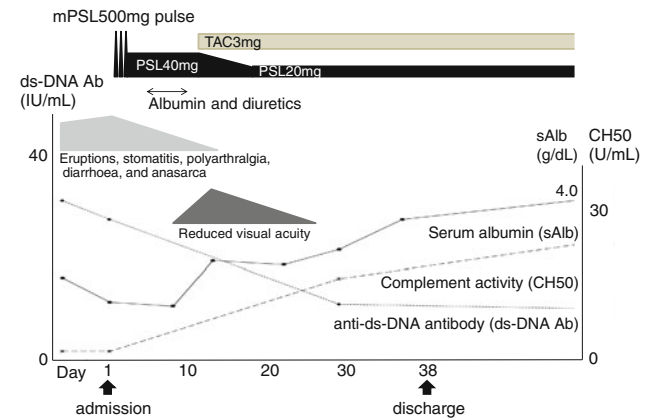 mPSL500mg pulse
TAC3mg
PSL40mg
PSL20mg
ds-DNA Ab
(IU/mL)
Albumin and diuretics
sAlb
(g/dL)
CH50
(U/mL)
40
Eruptions, stomatitis, polyarthralgia,
diarrhoea, and anasarca
4.0
30
Reduced visual acuity
Serum albumin (sAlb)
Complement activity (CH50)
anti-ds-DNA antibody (ds-DNA Ab)
0
0
Day 1 10 20 30 38
admission
discharge